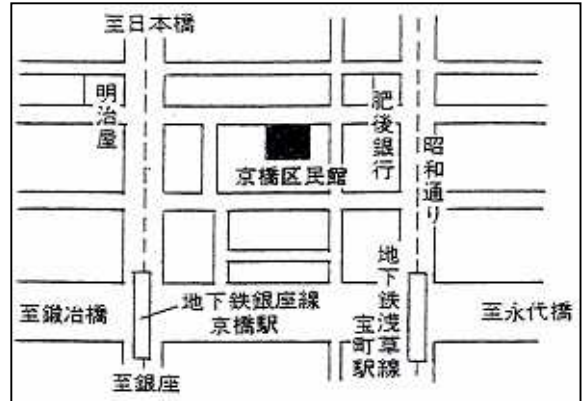 至日本橋
明治屋
肥後銀行
昭和通り
京橋区民館
至鍛冶橋
地下鉄銀座線
京橋駅
地下鉄浅草線
宝町駅
至永代橋
至銀座